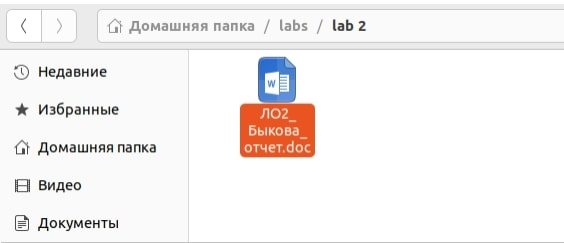 Домашняя папка / labs / lab 2
Недавние
Избранные
Домашняя папка
Видео
Документы
W
ЛО2_
Быкова_
отчет.doc